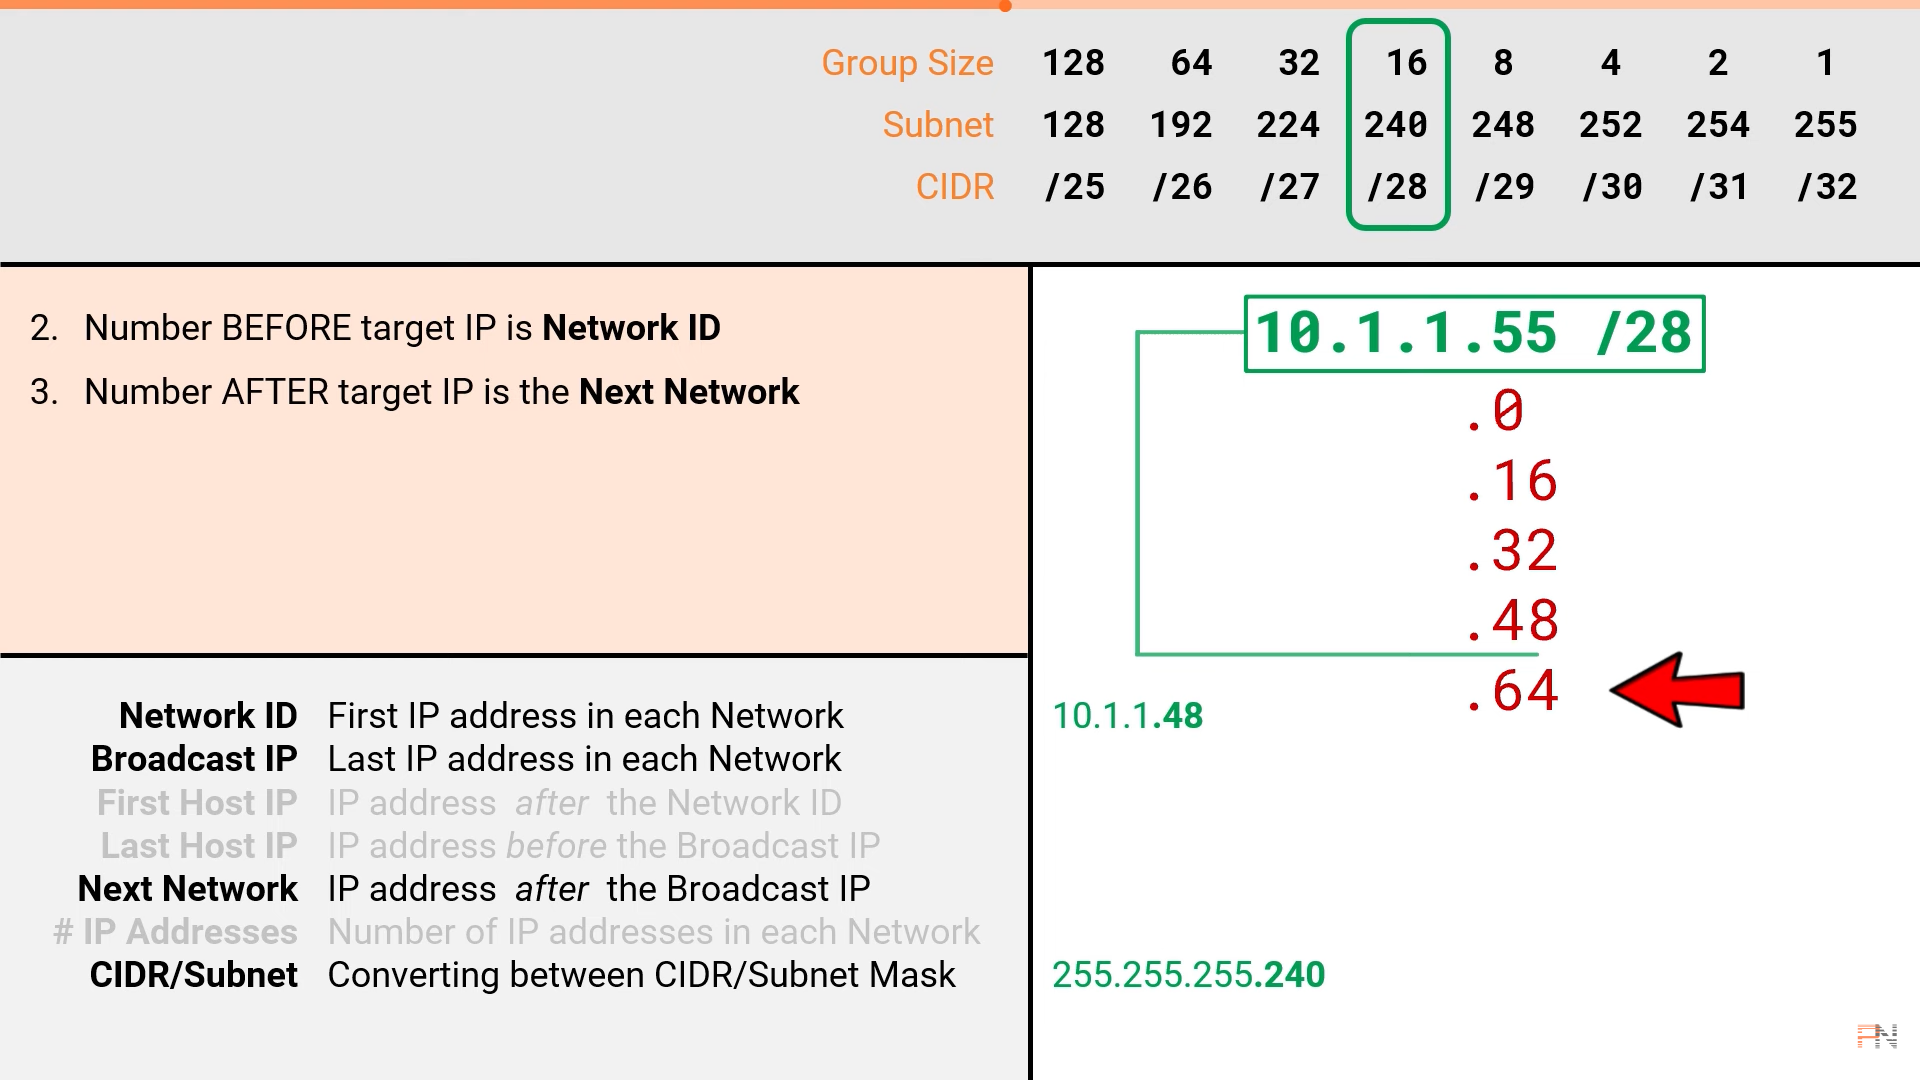 Group Size 128 64 32 16 8 4 2 1
Subnet 128 192 224 240 248 252 254 255
CIDR /25 /26 /27 /28 /29 /30 /31 /32
2. Number BEFORE target IP is Network ID
3. Number AFTER target IP is the Next Network
10.1.1.55 /28
.0
.16
.32
.48
.64
Network ID First IP address in each Network 10.1.1.48
Broadcast IP Last IP address in each Network
First Host IP IP address after the Network ID
Last Host IP IP address before the Broadcast IP
Next Network IP address after the Broadcast IP
# IP Addresses Number of IP addresses in each Network
CIDR/Subnet Converting between CIDR/Subnet Mask 255.255.255.240
PN